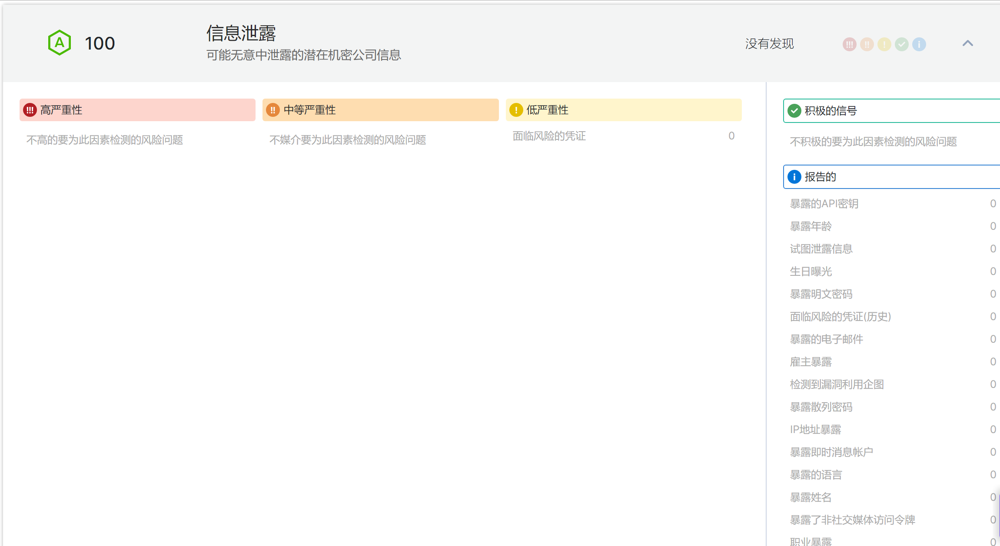 A 100
信息泄露
可能无意中泄露的潜在机密公司信息
没有发现
高严重性
不高的要为此因素检测的风险问题
中等严重性
不媒介要为此因素检测的风险问题
低严重性
面临风险的凭证 0
积极的信号
不积极的要为此因素检测的风险问题
报告的
暴露的API密钥 0
暴露年龄 0
试图泄露信息 0
生日曝光 0
暴露明文密码 0
面临风险的凭证(历史) 0
暴露的电子邮件 0
雇主暴露 0
检测到漏洞利用企图 0
暴露散列密码 0
IP地址暴露 0
暴露即时消息帐户 0
暴露的语言 0
暴露姓名 0
暴露了非社交媒体访问令牌 0
职业暴露 0